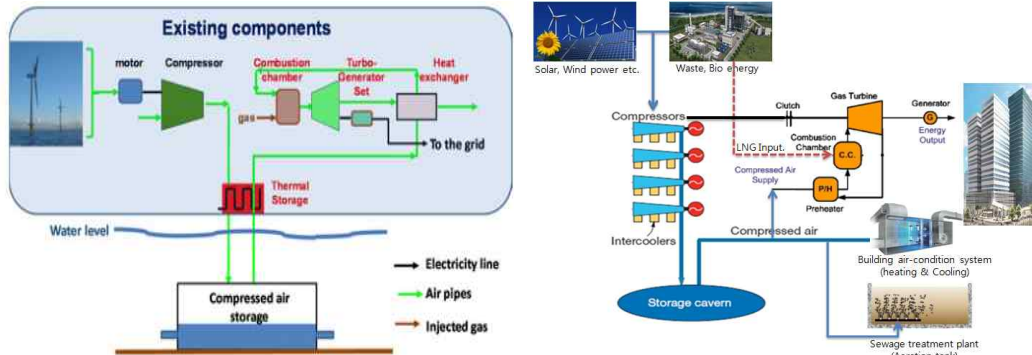 Existing components
motor
Compressor
Combustion
chamber
Turbo-
Generator
Set
Heat
exchanger
gas
To the grid
Thermal
Storage
Water level
Compressed air
storage
Electricity line
Air pipes
Injected gas
Solar, Wind power etc.
Waste, Bio energy
Compressors
Clutch
Gas Turbine
Generator
G
Energy
Output
Combustion
Chamber
C.C.
LNG Input.
Compressed Air
Supply
P/H
Preheater
Intercoolers
Compressed air
Storage cavern
Building air-condition system
(heating & Cooling)
Sewage treatment plant
(Aeration tank)